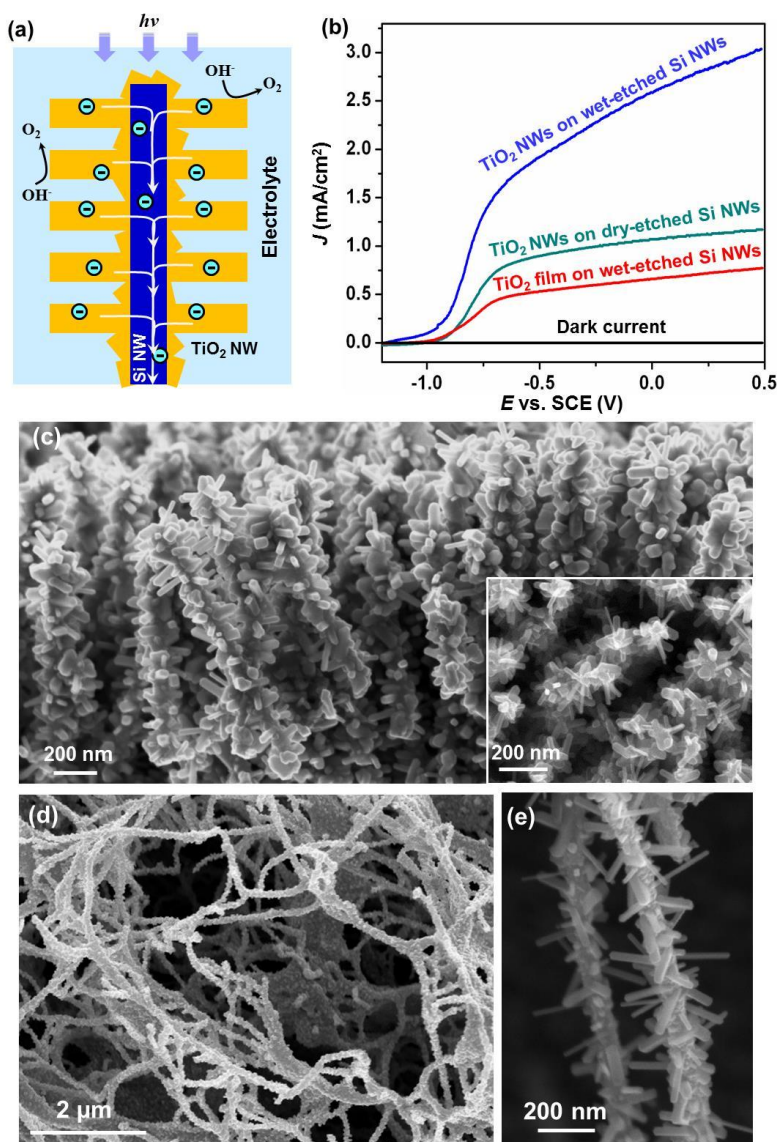 (a)
hν
OH⁻
O₂
O₂
OH⁻
Electrolyte
Si NW
TiO₂ NW
(b)
J (mA/cm²)
3.0
2.5
2.0
1.5
1.0
0.5
0.0
TiO₂ NWs on wet-etched Si NWs
TiO₂ NWs on dry-etched Si NWs
TiO₂ film on wet-etched Si NWs
Dark current
-1.0 -0.5 0.0 0.5
E vs. SCE (V)
(c)
200 nm
200 nm
(d)
2 μm
(e)
200 nm